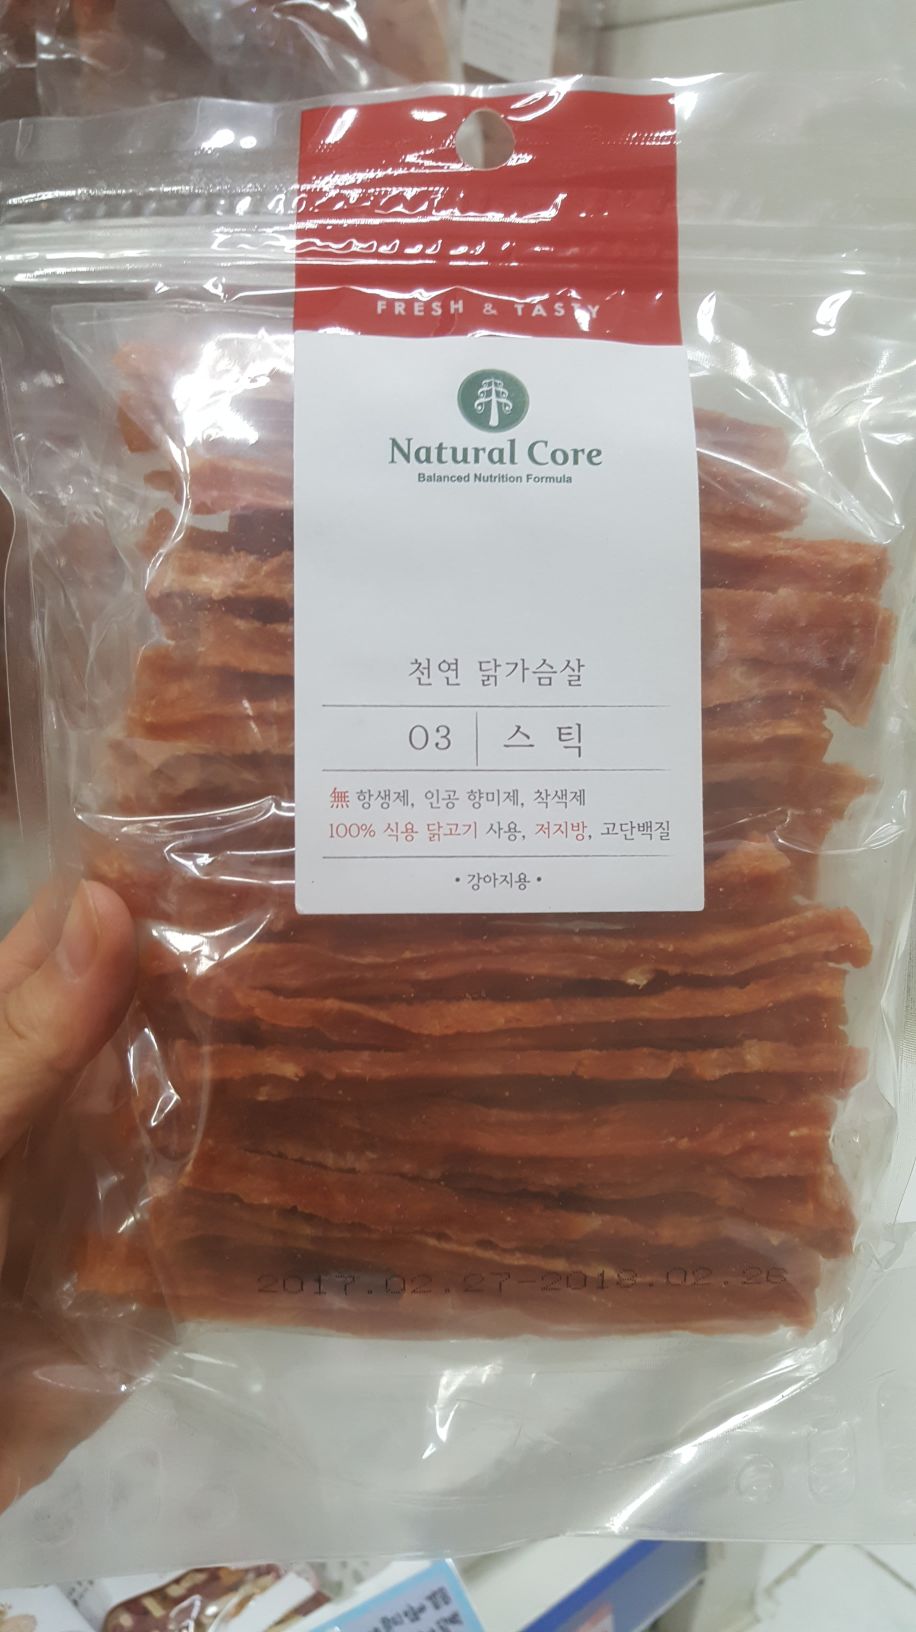 FRESH & TASTY
Natural Core
Balanced Nutrition Formula
천연 닭가슴살
03 스틱
無 항생제, 인공 향미제, 착색제
100% 식용 닭고기 사용, 저지방, 고단백질
• 강아지용 •
2017.02.27-2018.02.26